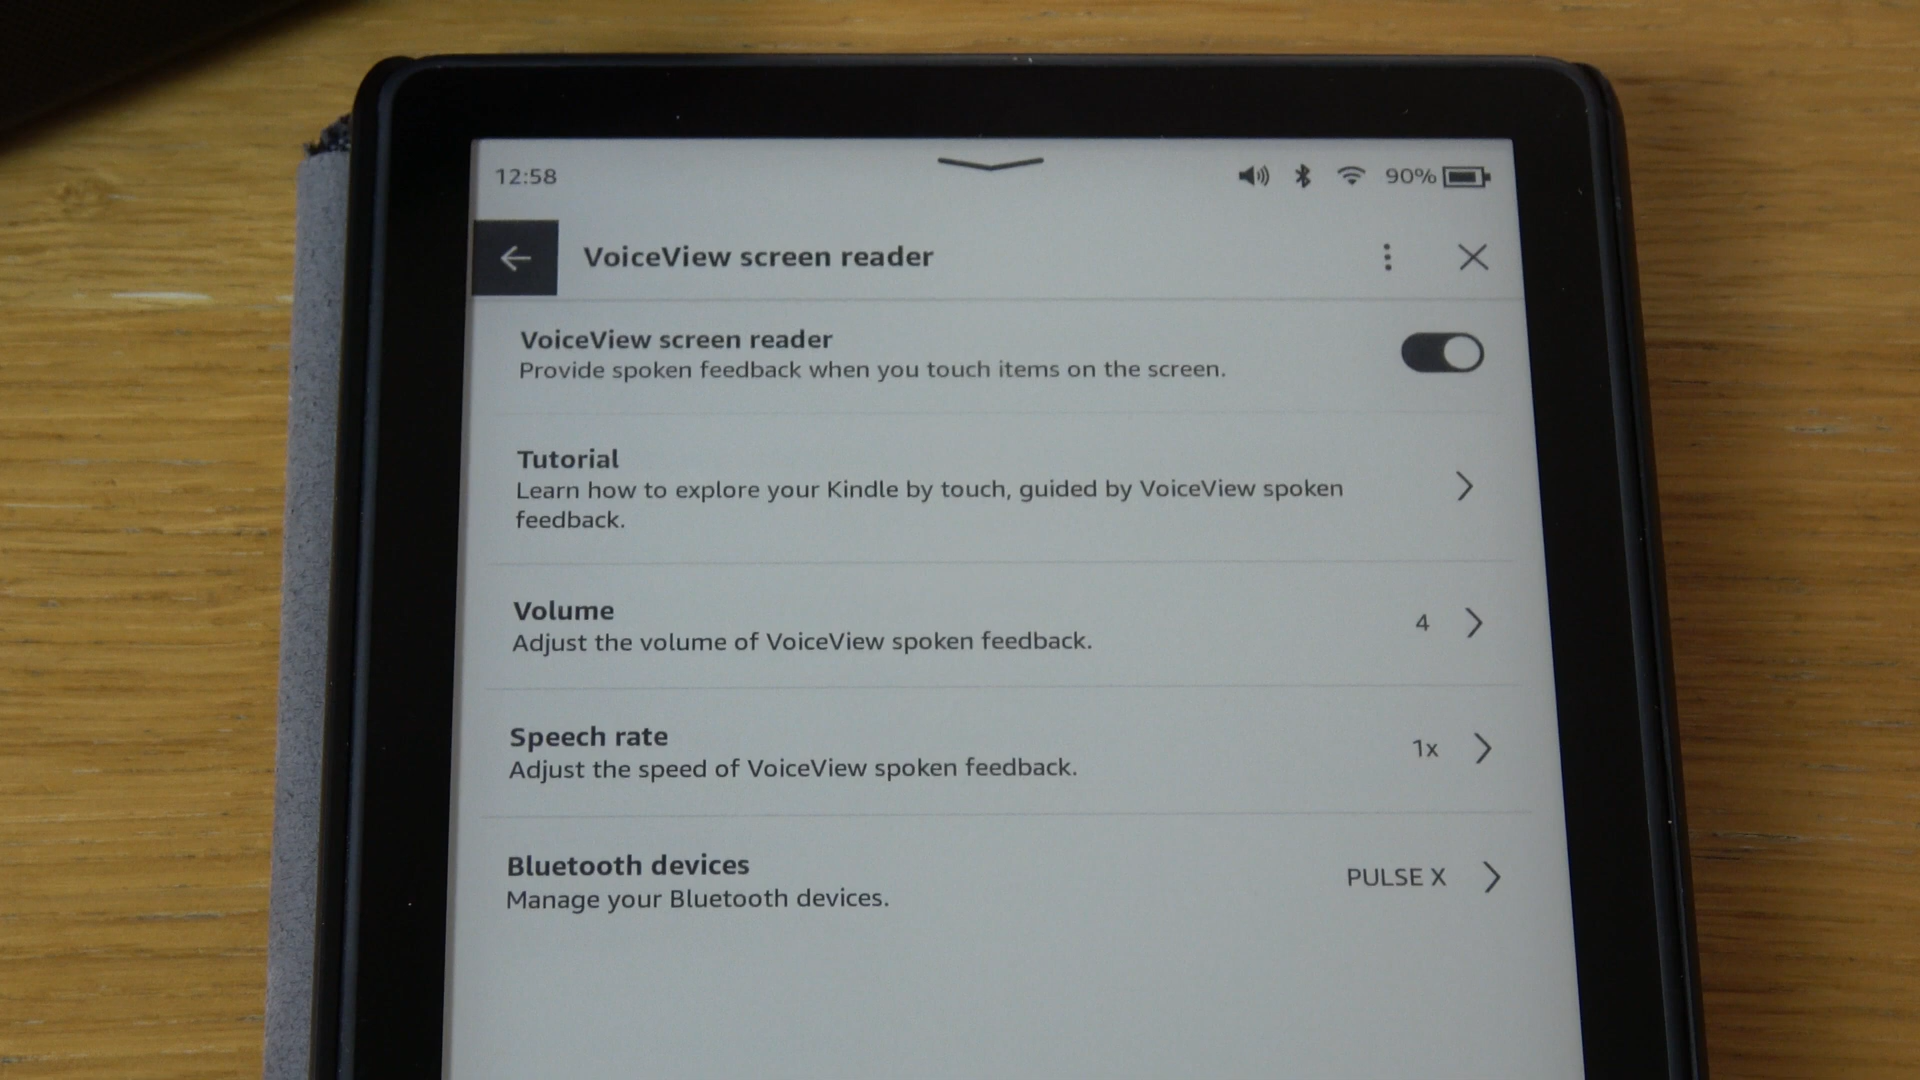 12:58
90%
VoiceView screen reader
VoiceView screen reader
Provide spoken feedback when you touch items on the screen.
Tutorial
Learn how to explore your Kindle by touch, guided by VoiceView spoken
feedback.
Volume
Adjust the volume of VoiceView spoken feedback.
4
Speech rate
Adjust the speed of VoiceView spoken feedback.
1x
Bluetooth devices
Manage your Bluetooth devices.
PULSE X